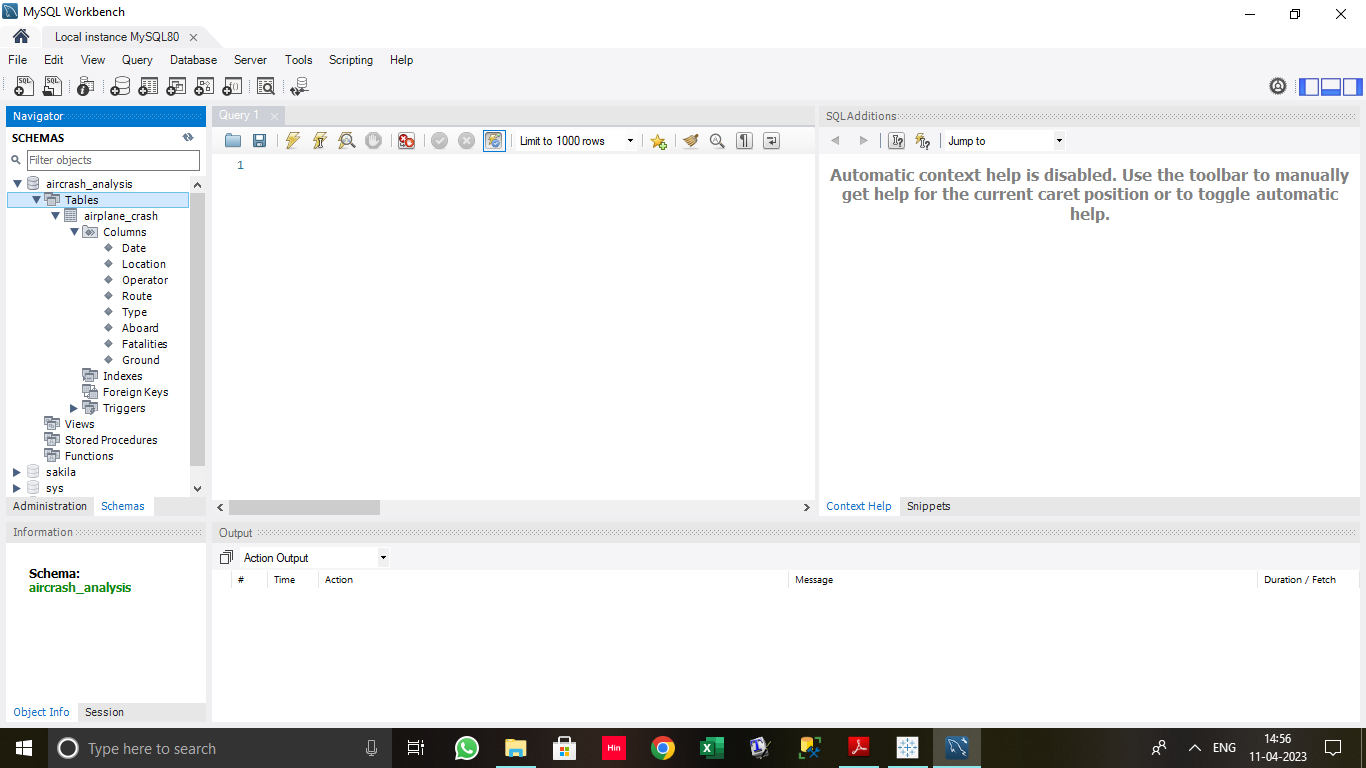 MySQL Workbench
Local instance MySQL80
File Edit View Query Database Server Tools Scripting Help
Navigator
SCHEMAS
Filter objects
aircrash_analysis
Tables
airplane_crash
Columns
Date
Location
Operator
Route
Type
Aboard
Fatalities
Ground
Indexes
Foreign Keys
Triggers
Views
Stored Procedures
Functions
sakila
sys
Administration Schemas
Information
Schema:
aircrash_analysis
Object Info Session
Query 1
Limit to 1000 rows
1
SQLAdditions
Jump to
Automatic context help is disabled. Use the toolbar to manually
get help for the current caret position or to toggle automatic
help.
Context Help Snippets
Output
Action Output
# Time Action Message Duration / Fetch
Type here to search
Hin
ENG
14:56
11-04-2023